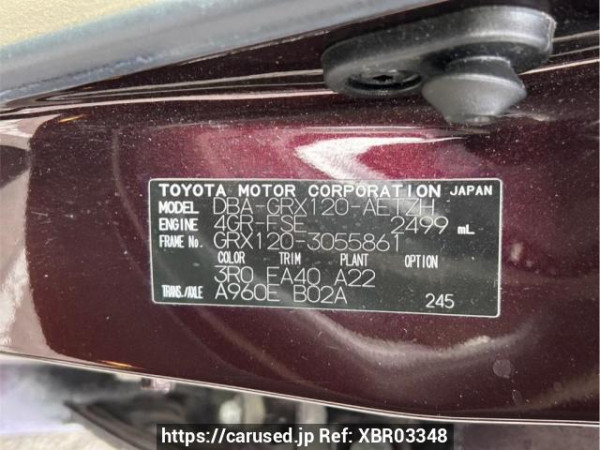 TOYOTA MOTOR CORPORATION JAPAN
MODEL DBA-GRX120-AETZH
ENGINE 4GR-FSE 2499 mL
FRAME No. GRX120-3055861
COLOR TRIM PLANT OPTION
3R0 FA40 A22
TRANS./AXLE A960E B02A 245
https://carused.jp Ref: XBR03348